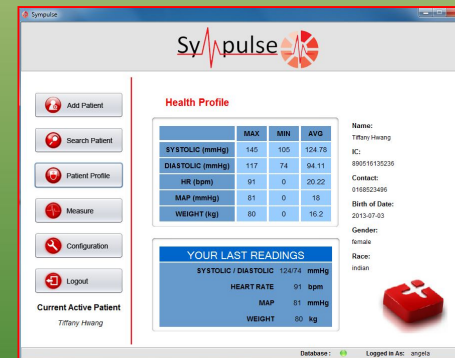 Sympulse
Sympulse
Add Patient
Search Patient
Patient Profile
Measure
Configuration
Logout
Current Active Patient
Tiffany Hwang
Health Profile
MAX MIN AVG
SYSTOLIC (mmHg) 145 105 124.78
DIASTOLIC (mmHg) 117 74 94.11
HR (bpm) 91 0 20.22
MAP (mmHg) 81 0 18
WEIGHT (kg) 80 0 16.2
YOUR LAST READINGS
SYSTOLIC / DIASTOLIC 124/74 mmHg
HEART RATE 91 bpm
MAP 81 mmHg
WEIGHT 80 kg
Name:
Tiffany Hwang
IC:
890516135236
Contact:
0168523496
Birth of Date:
2013-07-03
Gender:
female
Race:
indian
Database : Logged in As: angela